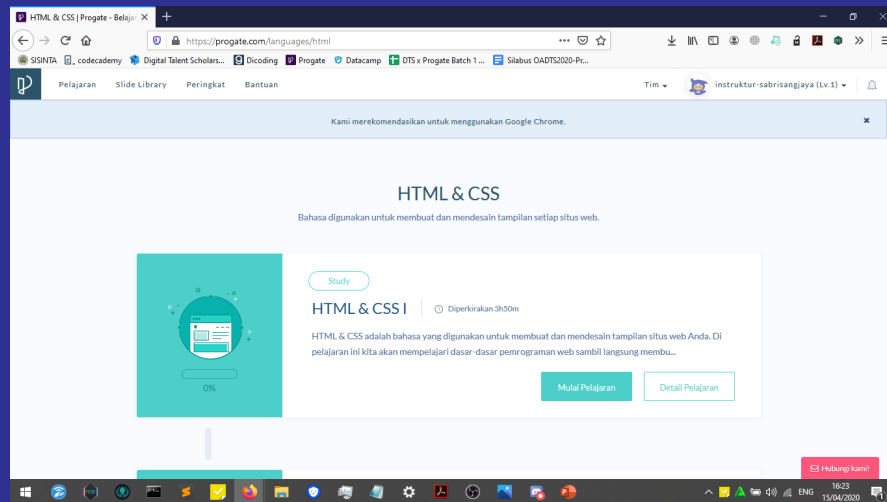 HTML & CSS | Progate - Belajar
https://progate.com/languages/html
SISINTA codecademy Digital Talent Scholars... Dicoding Progate Datacamp DTS x Progate Batch 1 ... Silabus OADTS2020-Pr...
Pelajaran Slide Library Peringkat Bantuan Tim instruktur-sabrisangjaya (Lv.1)
Kami merekomendasikan untuk menggunakan Google Chrome.
HTML & CSS
Bahasa digunakan untuk membuat dan mendesain tampilan setiap situs web.
Study
HTML & CSS I Diperkirakan 3h50m
HTML & CSS adalah bahasa yang digunakan untuk membuat dan mendesain tampilan situs web Anda. Di
pelajaran ini kita akan mempelajari dasar-dasar pemrograman web sambil langsung membu...
0%
Mulai Pelajaran Detail Pelajaran
Hubungi kami!
ENG 16:23
15/04/2020